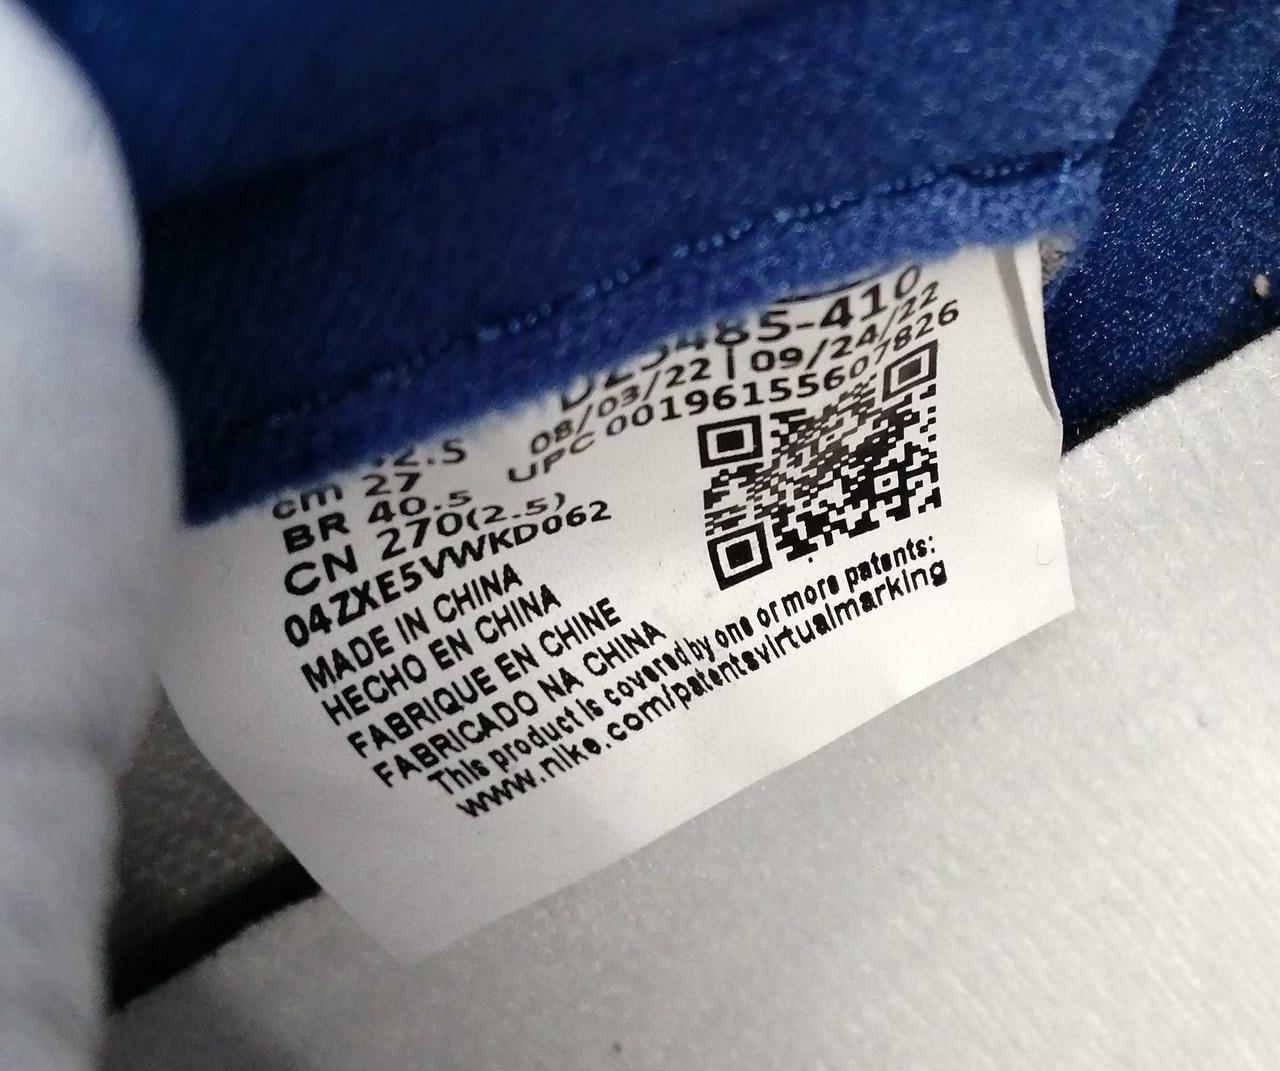 08/03/22 | 09/24/22
UPC 00196155607826
cm 27
BR 40.5
CN 270(2.5)
04ZXE5VWKD062
MADE IN CHINA
HECHO EN CHINA
FABRIQUE EN CHINE
FABRICADO NA CHINA
This product is covered by one or more patents:
www.nike.com/patentsvirtualmarking